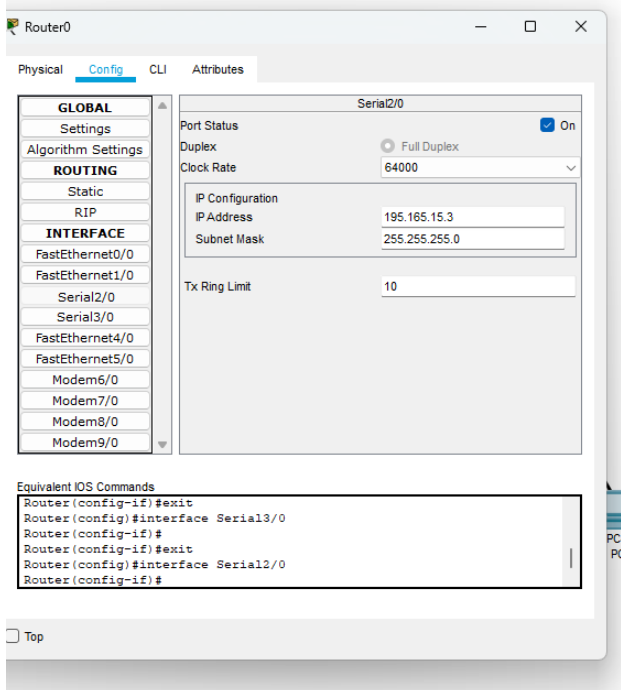 Router0
Physical Config CLI Attributes
GLOBAL
Settings
Algorithm Settings
ROUTING
Static
RIP
INTERFACE
FastEthernet0/0
FastEthernet1/0
Serial2/0
Serial3/0
FastEthernet4/0
FastEthernet5/0
Modem6/0
Modem7/0
Modem8/0
Modem9/0
Serial2/0
Port Status On
Duplex Full Duplex
Clock Rate 64000
IP Configuration
IP Address 195.165.15.3
Subnet Mask 255.255.255.0
Tx Ring Limit 10
Equivalent IOS Commands
Router(config-if)#exit
Router(config)#interface Serial3/0
Router(config-if)#
Router(config-if)#exit
Router(config)#interface Serial2/0
Router(config-if)#
Top
PC